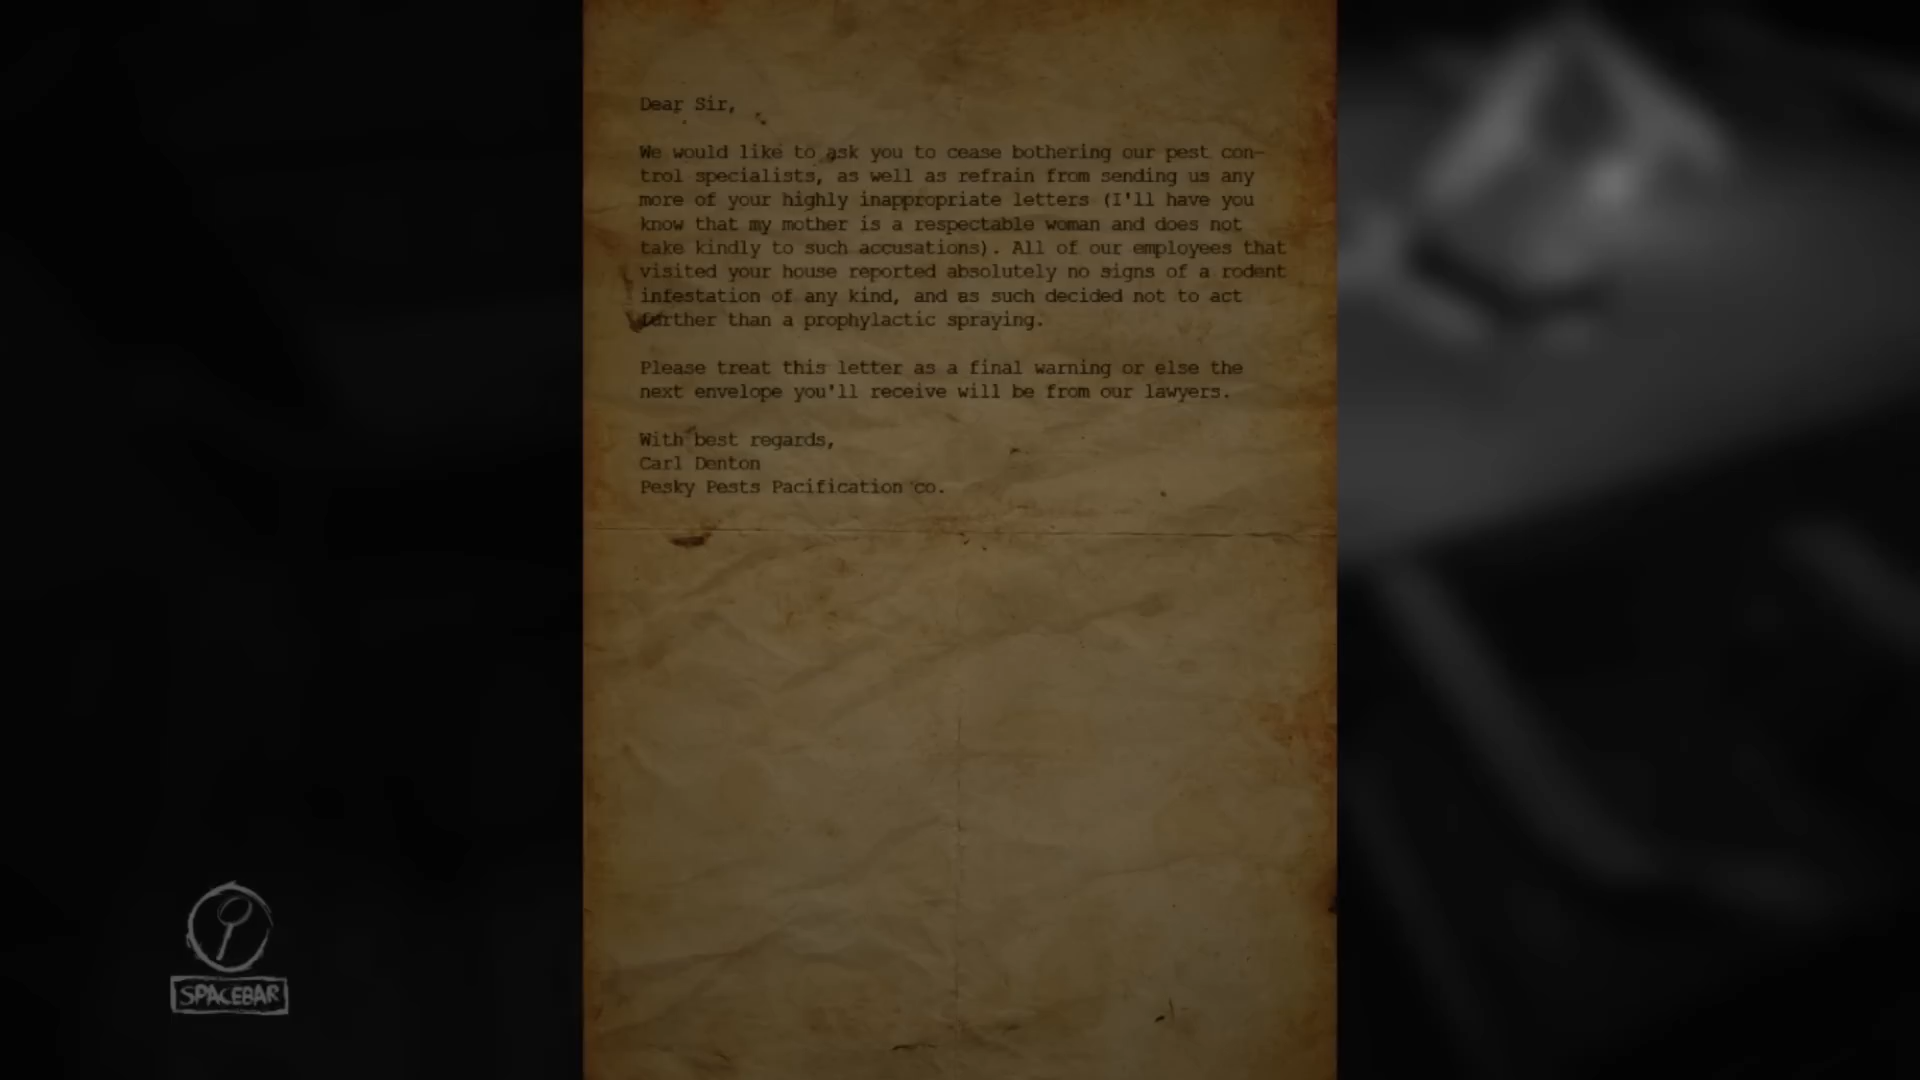 Dear Sir,
We would like to ask you to cease bothering our pest con-
trol specialists, as well as refrain from sending us any
more of your highly inappropriate letters (I'll have you
know that my mother is a respectable woman and does not
take kindly to such accusations). All of our employees that
visited your house reported absolutely no signs of a rodent
infestation of any kind, and as such decided not to act
further than a prophylactic spraying.
Please treat this letter as a final warning or else the
next envelope you'll receive will be from our lawyers.
With best regards,
Carl Denton
Pesky Pests Pacification co.
SPACEBAR